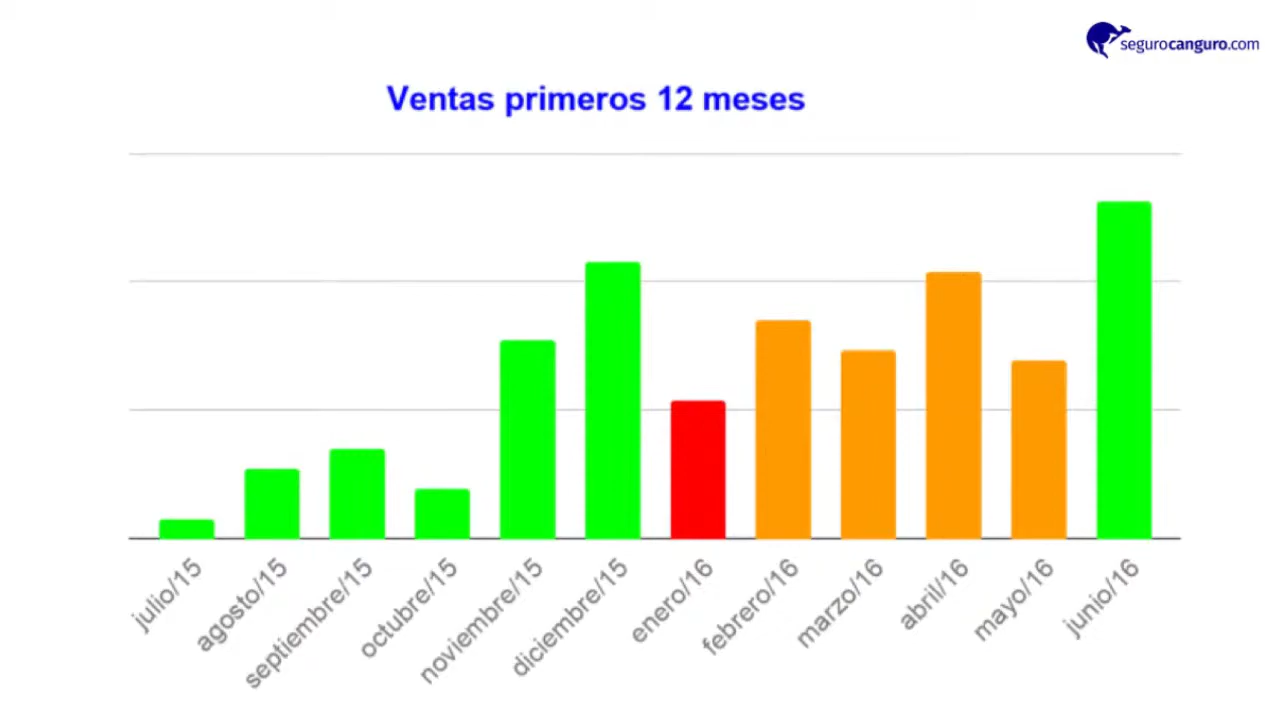 segurocanguro.com
Ventas primeros 12 meses
julio/15
agosto/15
septiembre/15
octubre/15
noviembre/15
diciembre/15
enero/16
febrero/16
marzo/16
abril/16
mayo/16
junio/16